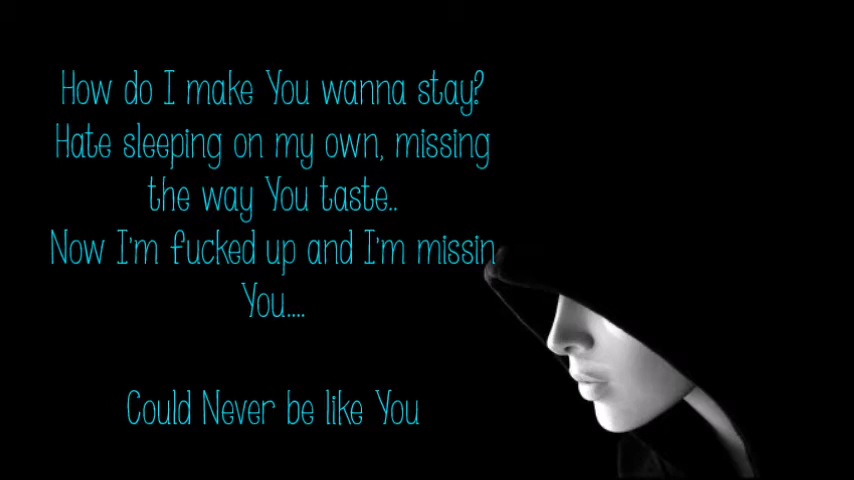 How do I make You wanna stay?
Hate sleeping on my own, missing
the way You taste..
Now I'm fucked up and I'm missin
You....
Could Never be like You